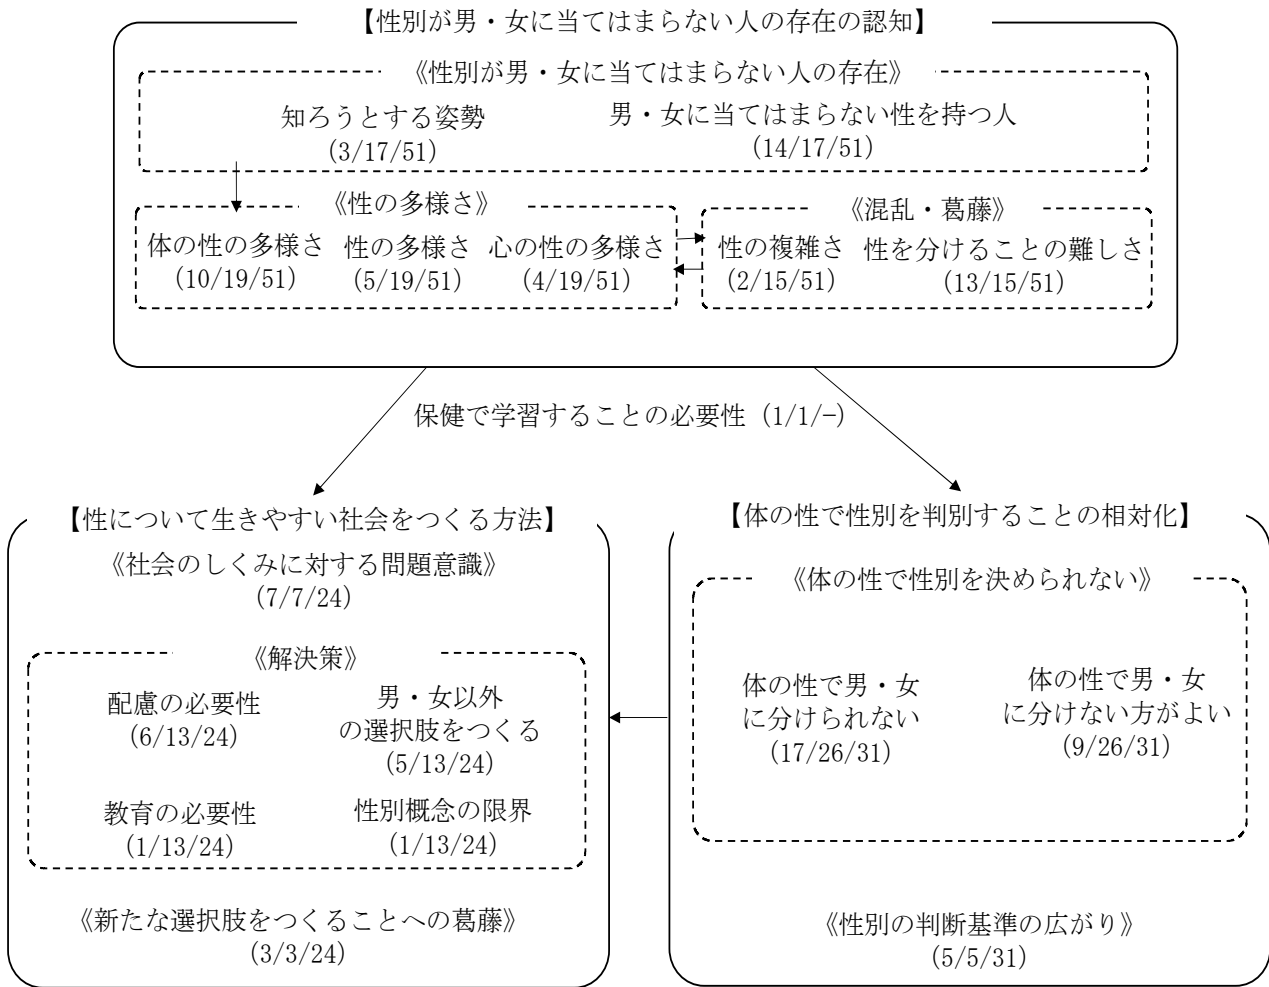 【性別が男・女に当てはまらない人の存在の認知】
《性別が男・女に当てはまらない人の存在》
知ろうとする姿勢
(3/17/51)
男・女に当てはまらない性を持つ人
(14/17/51)
《性の多様さ》
体の性の多様さ
(10/19/51)
性の多様さ
(5/19/51)
心の性の多様さ
(4/19/51)
《混乱・葛藤》
性の複雑さ
(2/15/51)
性を分けることの難しさ
(13/15/51)
保健で学習することの必要性 (1/1/−)
【性について生きやすい社会をつくる方法】
《社会のしくみに対する問題意識》
(7/7/24)
《解決策》
配慮の必要性
(6/13/24)
男・女以外
の選択肢をつくる
(5/13/24)
教育の必要性
(1/13/24)
性別概念の限界
(1/13/24)
《新たな選択肢をつくることへの葛藤》
(3/3/24)
【体の性で性別を判別することの相対化】
《体の性で性別を決められない》
体の性で男・女
に分けられない
(17/26/31)
体の性で男・女
に分けない方がよい
(9/26/31)
《性別の判断基準の広がり》
(5/5/31)